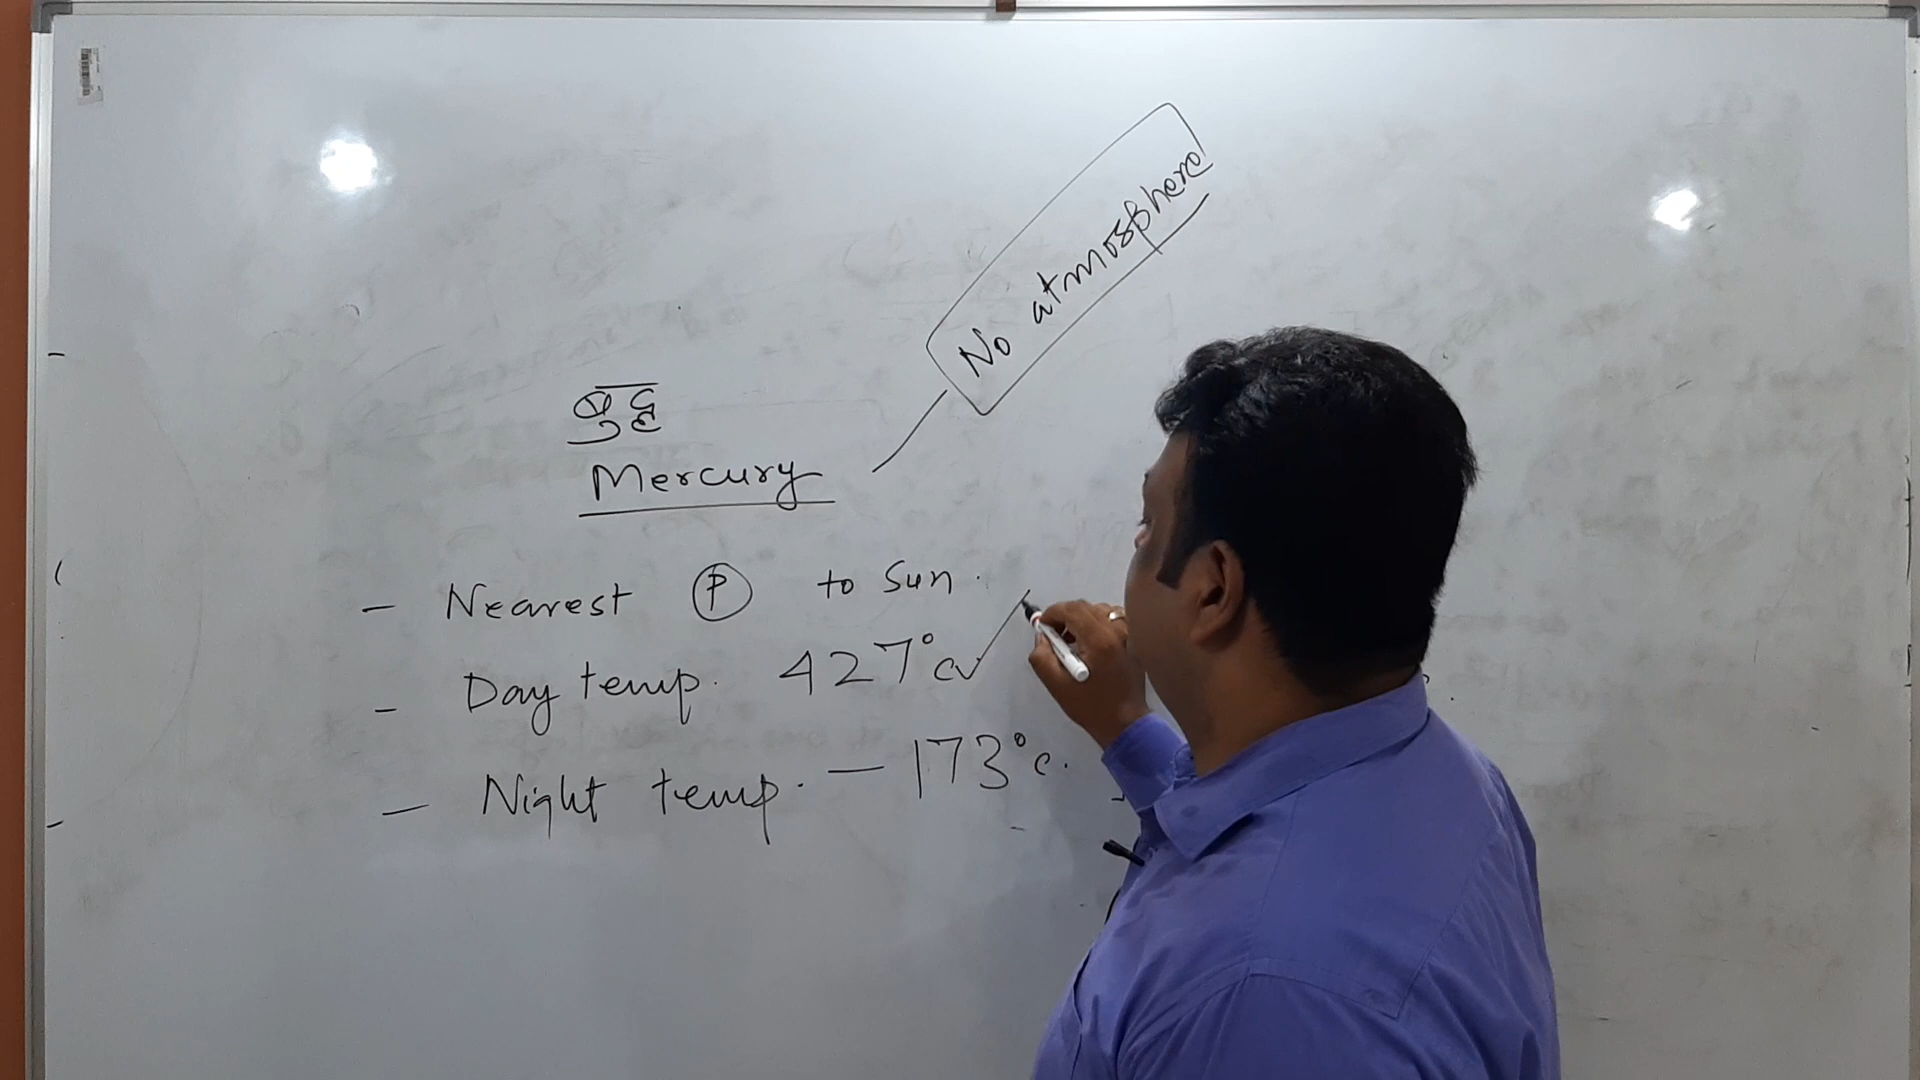 No atmosphere
बुद्ध
Mercury
- Nearest Ⓟ to Sun.
- Day temp. 427°c
- Night temp. - 173°c.